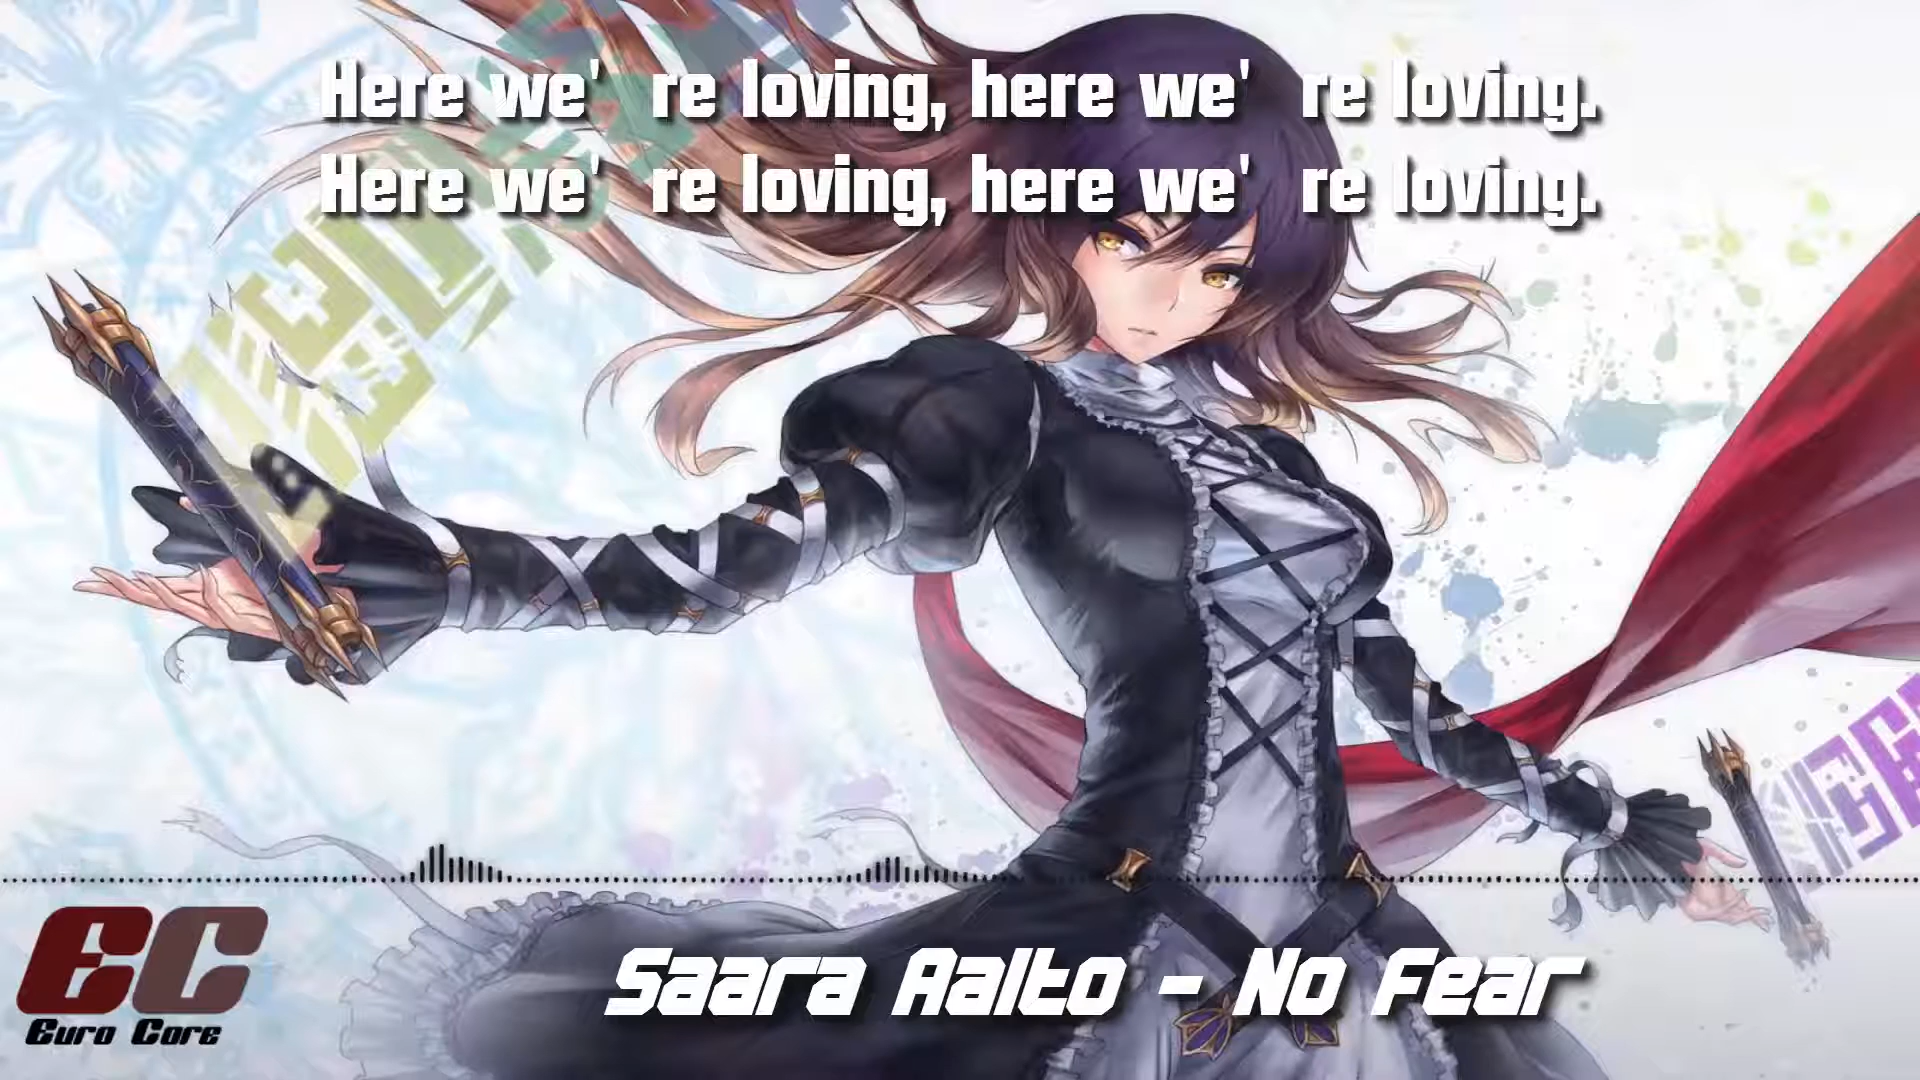 Here we're loving, here we're loving.
Here we're loving, here we're loving.
EC
Euro Core
Saara Aalto - No Fear